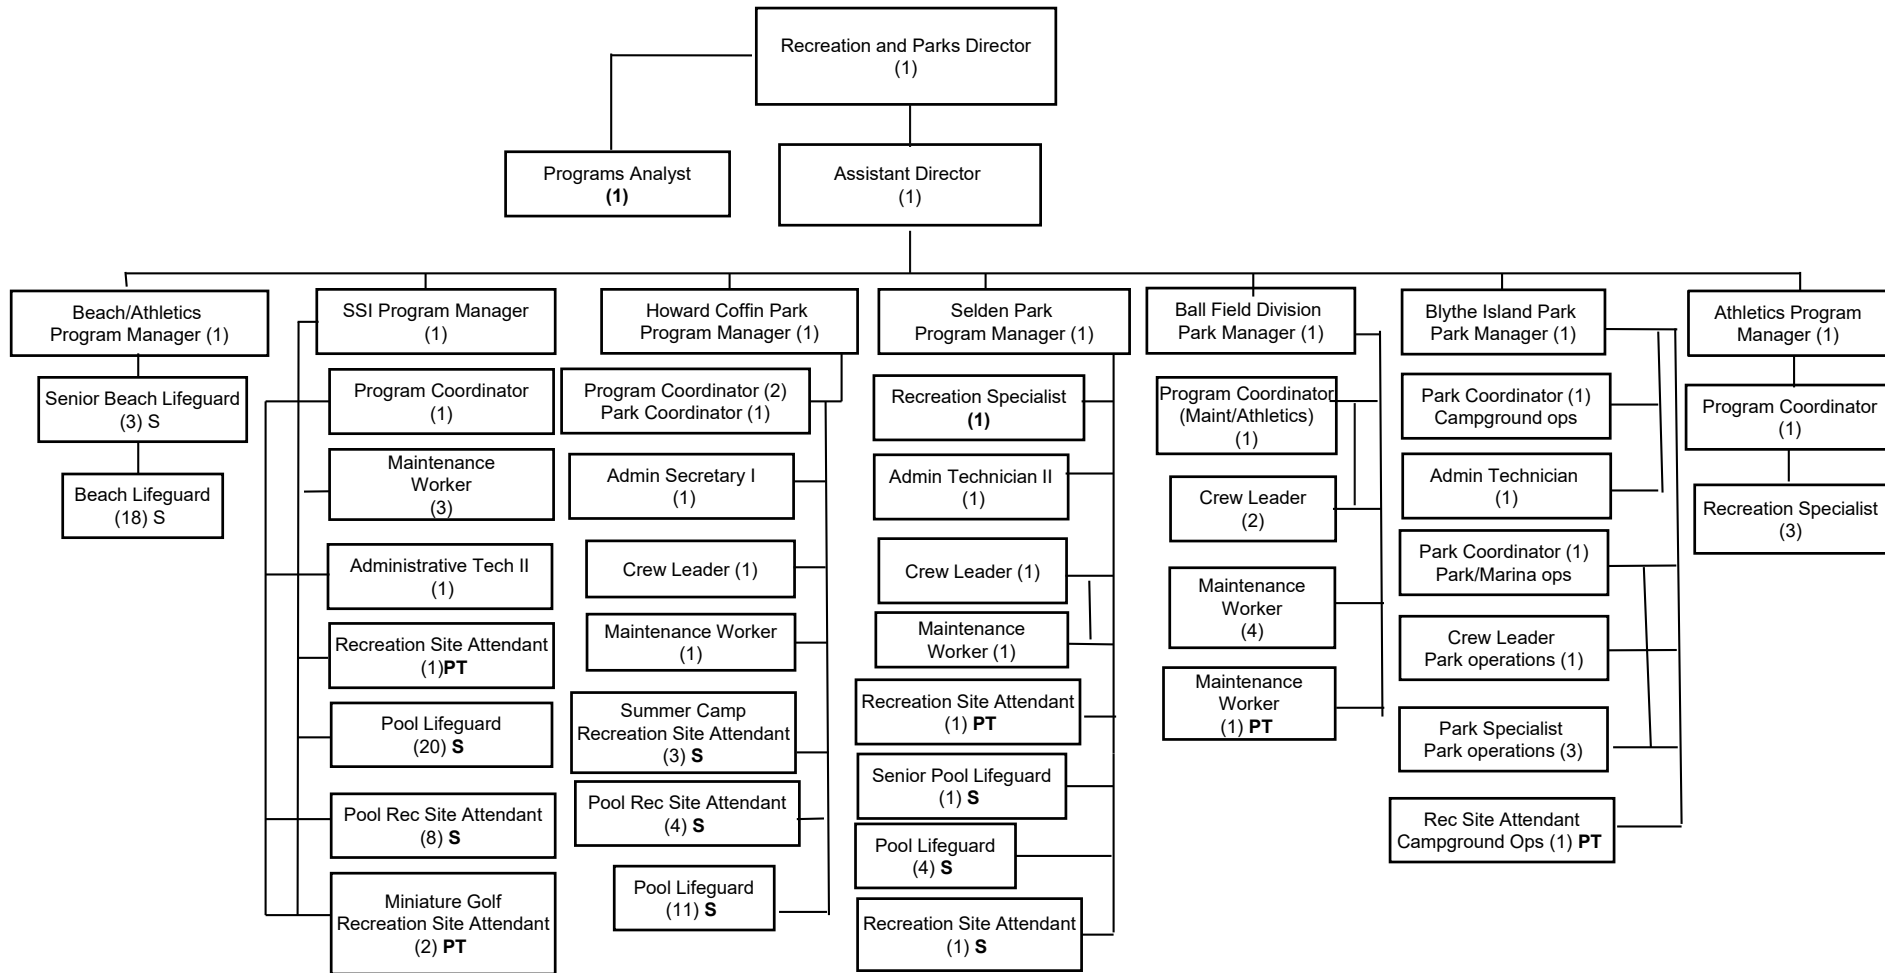 Recreation and Parks Director
(1)
Programs Analyst
(1)
Assistant Director
(1)
Beach/Athletics
Program Manager (1)
Senior Beach Lifeguard
(3) S
Beach Lifeguard
(18) S
SSI Program Manager
(1)
Program Coordinator
(1)
Maintenance
Worker
(3)
Administrative Tech II
(1)
Recreation Site Attendant
(1)PT
Pool Lifeguard
(20) S
Pool Rec Site Attendant
(8) S
Miniature Golf
Recreation Site Attendant
(2) PT
Howard Coffin Park
Program Manager (1)
Program Coordinator (2)
Park Coordinator (1)
Admin Secretary I
(1)
Crew Leader (1)
Maintenance Worker
(1)
Summer Camp
Recreation Site Attendant
(3) S
Pool Rec Site Attendant
(4) S
Pool Lifeguard
(11) S
Selden Park
Program Manager (1)
Recreation Specialist
(1)
Admin Technician II
(1)
Crew Leader (1)
Maintenance
Worker (1)
Recreation Site Attendant
(1) PT
Senior Pool Lifeguard
(1) S
Pool Lifeguard
(4) S
Recreation Site Attendant
(1) S
Ball Field Division
Park Manager (1)
Program Coordinator
(Maint/Athletics)
(1)
Crew Leader
(2)
Maintenance
Worker
(4)
Maintenance
Worker
(1) PT
Blythe Island Park
Park Manager (1)
Park Coordinator (1)
Campground ops
Admin Technician
(1)
Park Coordinator (1)
Park/Marina ops
Crew Leader
Park operations (1)
Park Specialist
Park operations (3)
Rec Site Attendant
Campground Ops (1) PT
Athletics Program
Manager (1)
Program Coordinator
(1)
Recreation Specialist
(3)